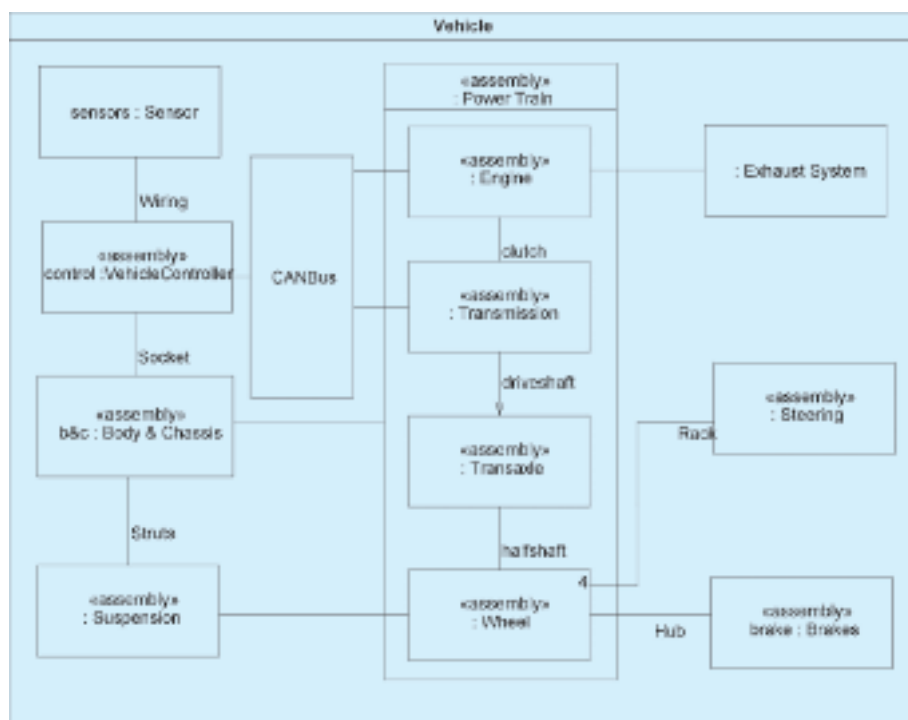 Vehicle
sensors : Sensor
Wiring
«assembly»
control :VehicleController
Socket
«assembly»
b&c : Body & Chassis
Struts
«assembly»
: Suspension
CANBus
«assembly»
: Power Train
«assembly»
: Engine
clutch
«assembly»
: Transmission
driveshaft
«assembly»
: Transaxle
halfshaft
4
«assembly»
: Wheel
: Exhaust System
«assembly»
: Steering
Rack
Hub
«assembly»
brake : Brakes